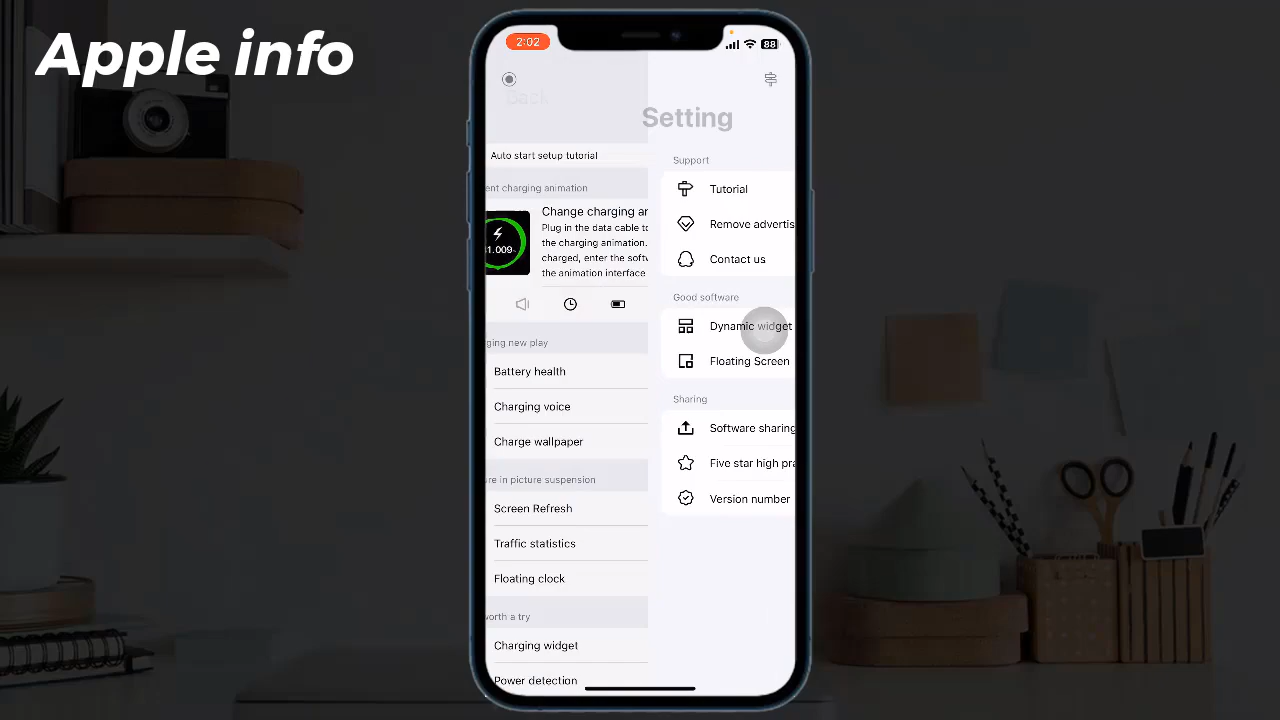 Apple info
2:02
88
Back
Setting
Auto start setup tutorial
ent charging animation
Change charging an
Plug in the data cable to
the charging animation.
charged, enter the softw
the animation interface
1.009
ging new play
Battery health
Charging voice
Charge wallpaper
ure in picture suspension
Screen Refresh
Traffic statistics
Floating clock
worth a try
Charging widget
Power detection
Support
Tutorial
Remove advertis
Contact us
Good software
Dynamic widget
Floating Screen
Sharing
Software sharing
Five star high pra
Version number